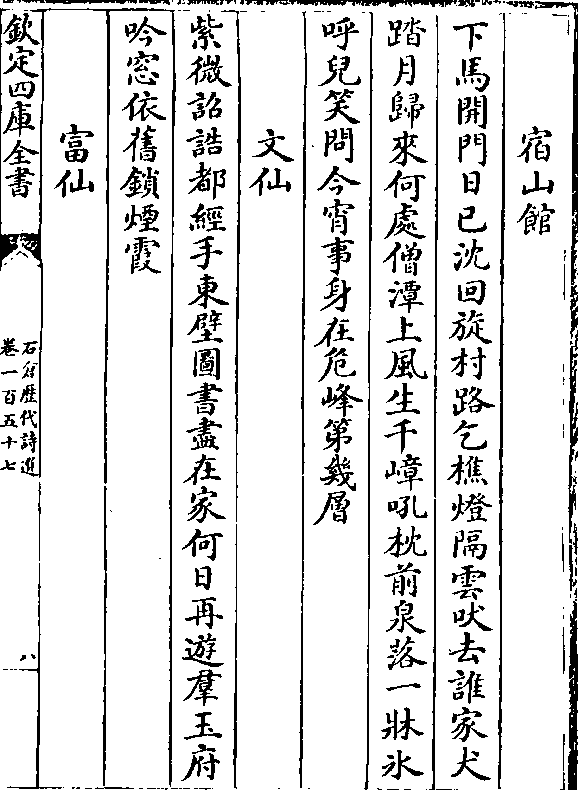 宿山館
下馬開門日已沈回旋村路乞樵燈隔雲吠去誰家犬
踏月歸來何處僧潭上風生千嶂吼枕前泉落一牀氷
呼兒笑問今宵事身在危峰第幾層
文仙
紫微詔誥都經手東壁圖書盡在家何日再遊羣玉府
吟窓依舊鎖煙霞
富仙
欽定四庫全書
石倉歷代詩選
卷一百五十七
八